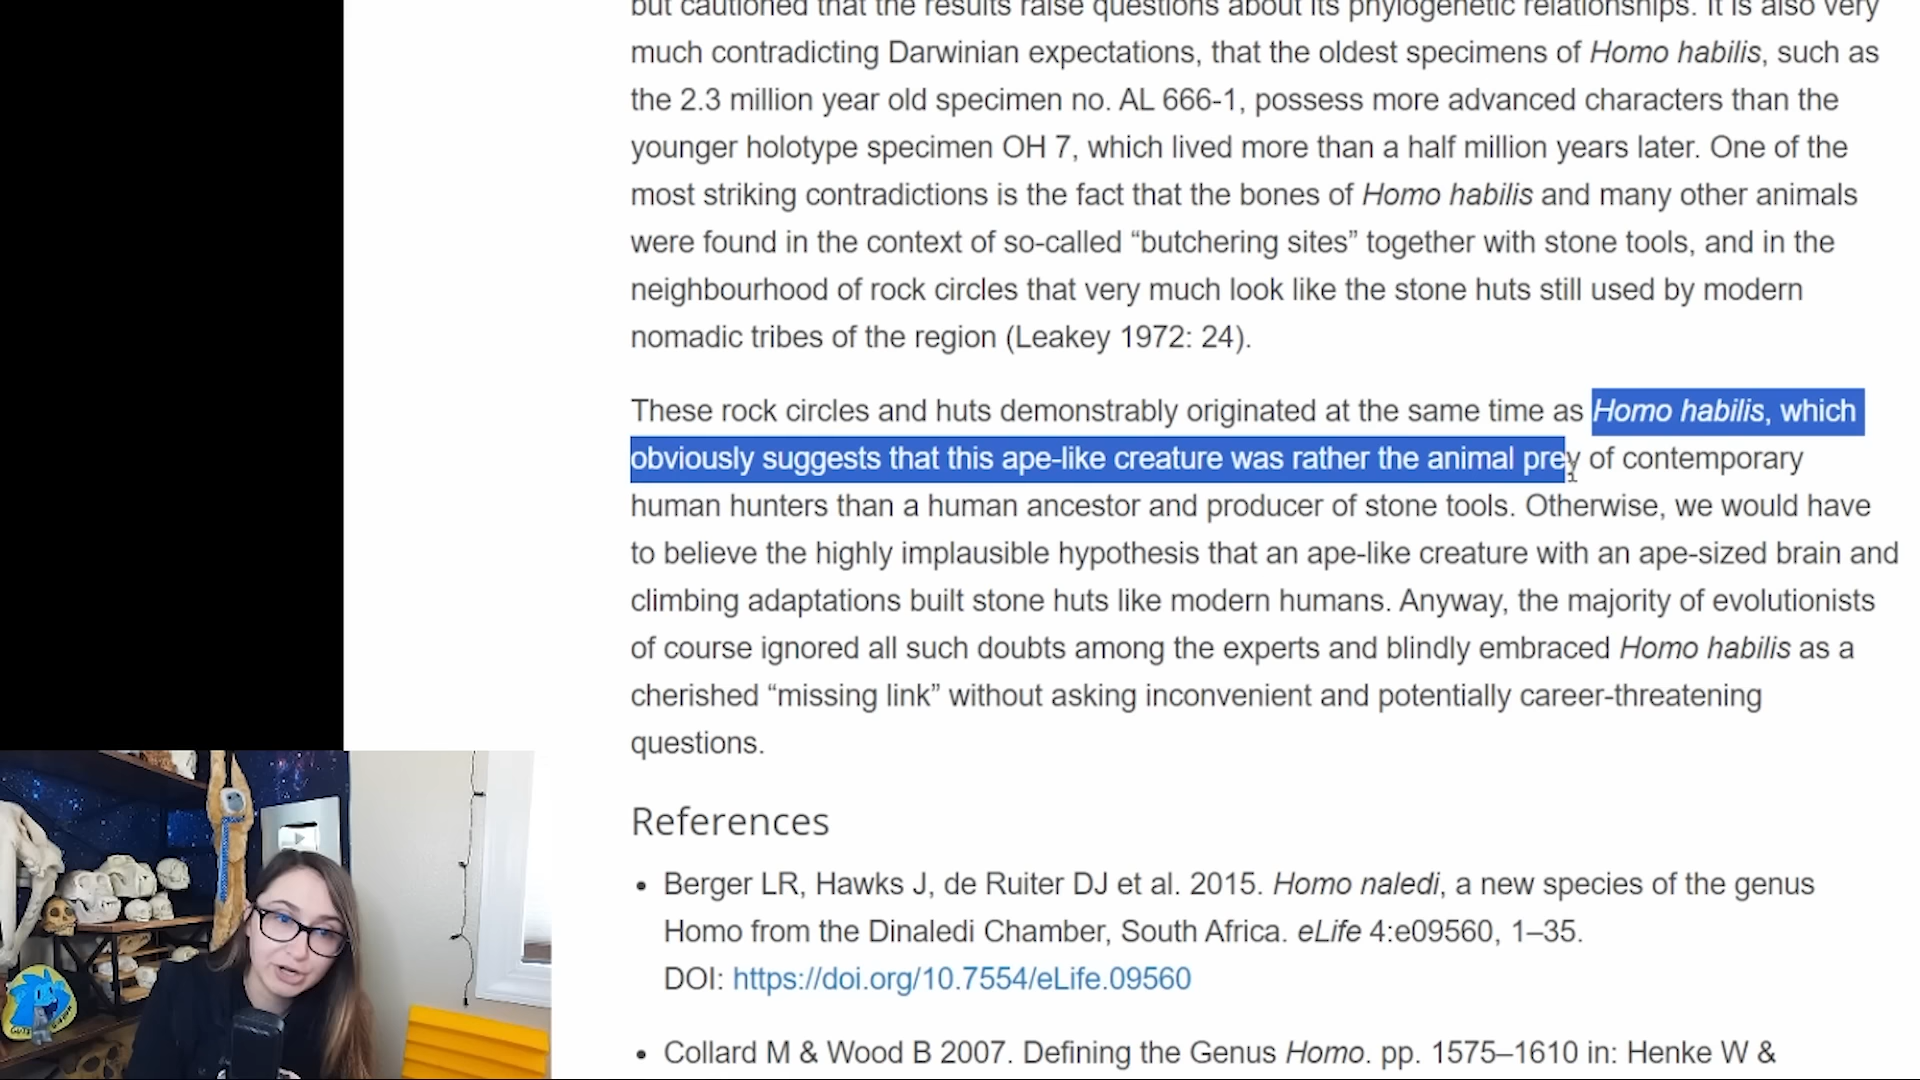 but cautioned that the results raise questions about its phylogenetic relationships. It is also very
much contradicting Darwinian expectations, that the oldest specimens of Homo habilis, such as
the 2.3 million year old specimen no. AL 666-1, possess more advanced characters than the
younger holotype specimen OH 7, which lived more than a half million years later. One of the
most striking contradictions is the fact that the bones of Homo habilis and many other animals
were found in the context of so-called “butchering sites” together with stone tools, and in the
neighbourhood of rock circles that very much look like the stone huts still used by modern
nomadic tribes of the region (Leakey 1972: 24).
These rock circles and huts demonstrably originated at the same time as Homo habilis, which
obviously suggests that this ape-like creature was rather the animal prey of contemporary
human hunters than a human ancestor and producer of stone tools. Otherwise, we would have
to believe the highly implausible hypothesis that an ape-like creature with an ape-sized brain and
climbing adaptations built stone huts like modern humans. Anyway, the majority of evolutionists
of course ignored all such doubts among the experts and blindly embraced Homo habilis as a
cherished “missing link” without asking inconvenient and potentially career-threatening
questions.
References
• Berger LR, Hawks J, de Ruiter DJ et al. 2015. Homo naledi, a new species of the genus
Homo from the Dinaledi Chamber, South Africa. eLife 4:e09560, 1–35.
DOI: https://doi.org/10.7554/eLife.09560
• Collard M & Wood B 2007. Defining the Genus Homo. pp. 1575–1610 in: Henke W &